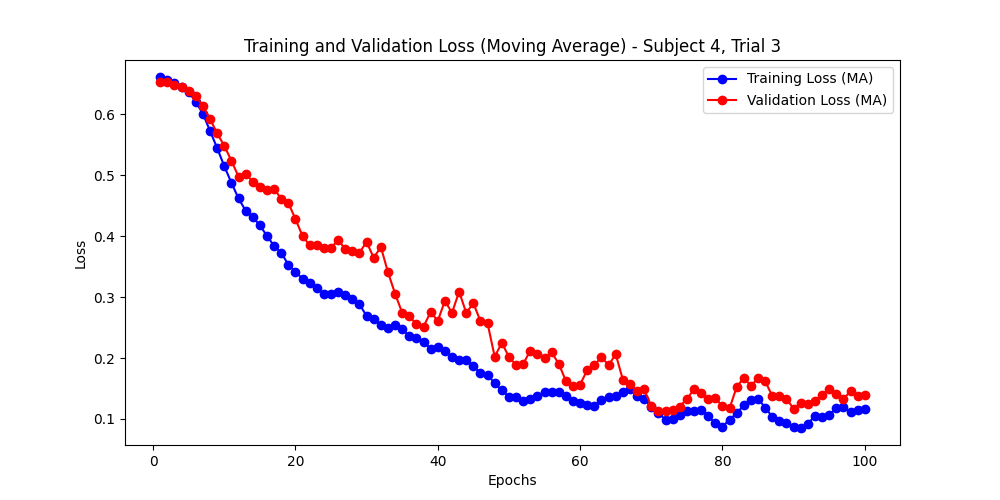 Training and Validation Loss (Moving Average) - Subject 4, Trial 3
Training Loss (MA)
Validation Loss (MA)
Loss
0.6
0.5
0.4
0.3
0.2
0.1
0 20 40 60 80 100
Epochs